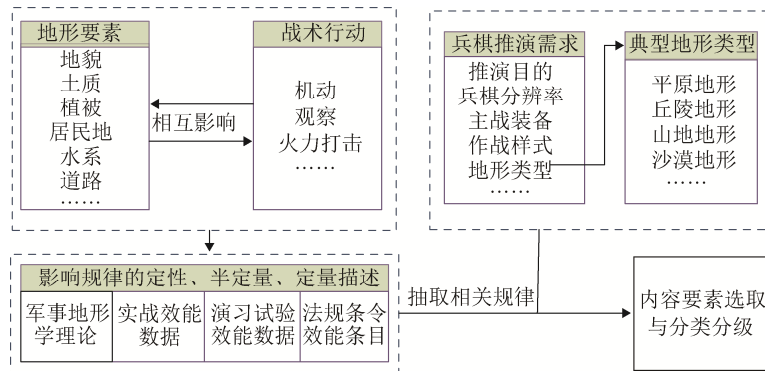 地形要素
地貌
土质
植被
居民地
水系
道路
……
相互影响
战术行动
机动
观察
火力打击
……
兵棋推演需求
推演目的
兵棋分辨率
主战装备
作战样式
地形类型
……
典型地形类型
平原地形
丘陵地形
山地地形
沙漠地形
……
影响规律的定性、半定量、定量描述
军事地形
学理论
实战效能
数据
演习试验
效能数据
法规条令
效能条目
抽取相关规律
内容要素选取
与分类分级